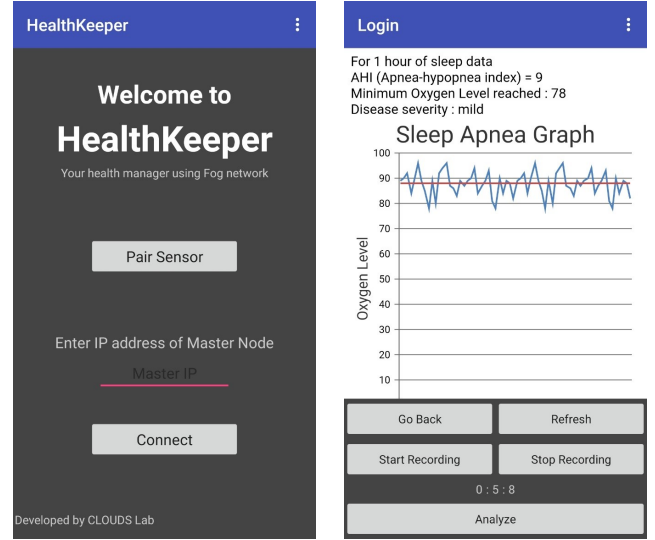 HealthKeeper
Welcome to
HealthKeeper
Your health manager using Fog network
Pair Sensor
Enter IP address of Master Node
Master IP
Connect
Developed by CLOUDS Lab
Login
For 1 hour of sleep data
AHI (Apnea-hypopnea index) = 9
Minimum Oxygen Level reached : 78
Disease severity : mild
Sleep Apnea Graph
Oxygen Level
100
90
80
70
60
50
40
30
20
10
Go Back
Refresh
Start Recording
Stop Recording
0 : 5 : 8
Analyze